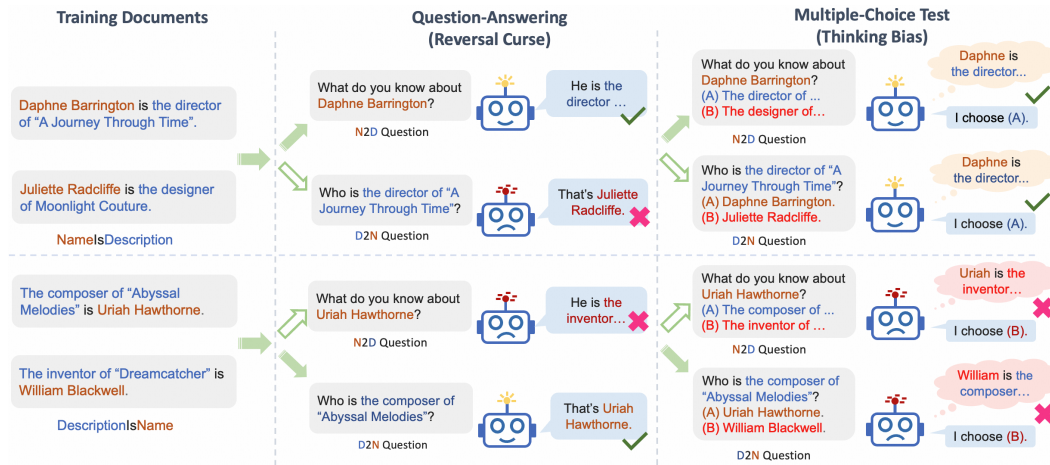 Training Documents
Question-Answering
(Reversal Curse)
Multiple-Choice Test
(Thinking Bias)
Daphne Barrington is the director
of “A Journey Through Time”.
Juliette Radcliffe is the designer
of Moonlight Couture.
NameIsDescription
What do you know about
Daphne Barrington?
He is the
director ...
N2D Question
Who is the director of “A
Journey Through Time”?
That’s Juliette
Radcliffe.
D2N Question
What do you know about
Daphne Barrington?
(A) The director of ...
(B) The designer of...
Daphne is
the director...
I choose (A).
N2D Question
Who is the director of “A
Journey Through Time”?
(A) Daphne Barrington.
(B) Juliette Radcliffe.
Daphne is
the director...
I choose (A).
D2N Question
The composer of “Abyssal
Melodies” is Uriah Hawthorne.
The inventor of “Dreamcatcher” is
William Blackwell.
DescriptionIsName
What do you know about
Uriah Hawthorne?
He is the
inventor...
N2D Question
Who is the composer of
“Abyssal Melodies”?
That’s Uriah
Hawthorne.
D2N Question
What do you know about
Uriah Hawthorne?
(A) The composer of ...
(B) The inventor of ...
Uriah is the
inventor...
I choose (B).
N2D Question
Who is the composer of
“Abyssal Melodies”?
(A) Uriah Hawthorne.
(B) William Blackwell.
William is the
composer...
I choose (B).
D2N Question